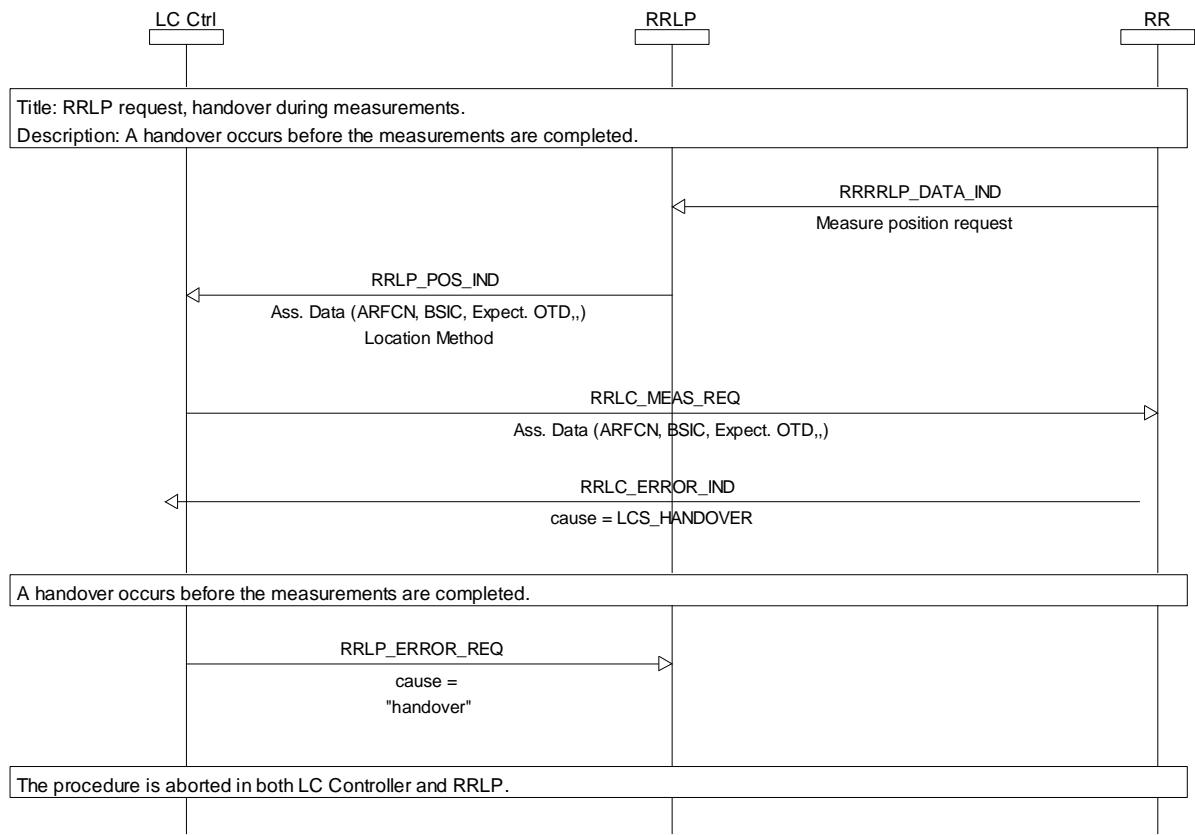 LC Ctrl RRLP RR
Title: RRLP request, handover during measurements.
Description: A handover occurs before the measurements are completed.
RRRRLP_DATA_IND
Measure position request
RRLP_POS_IND
Ass. Data (ARFCN, BSIC, Expect. OTD,,)
Location Method
RRLC_MEAS_REQ
Ass. Data (ARFCN, BSIC, Expect. OTD,,)
RRLC_ERROR_IND
cause = LCS_HANDOVER
A handover occurs before the measurements are completed.
RRLP_ERROR_REQ
cause =
"handover"
The procedure is aborted in both LC Controller and RRLP.